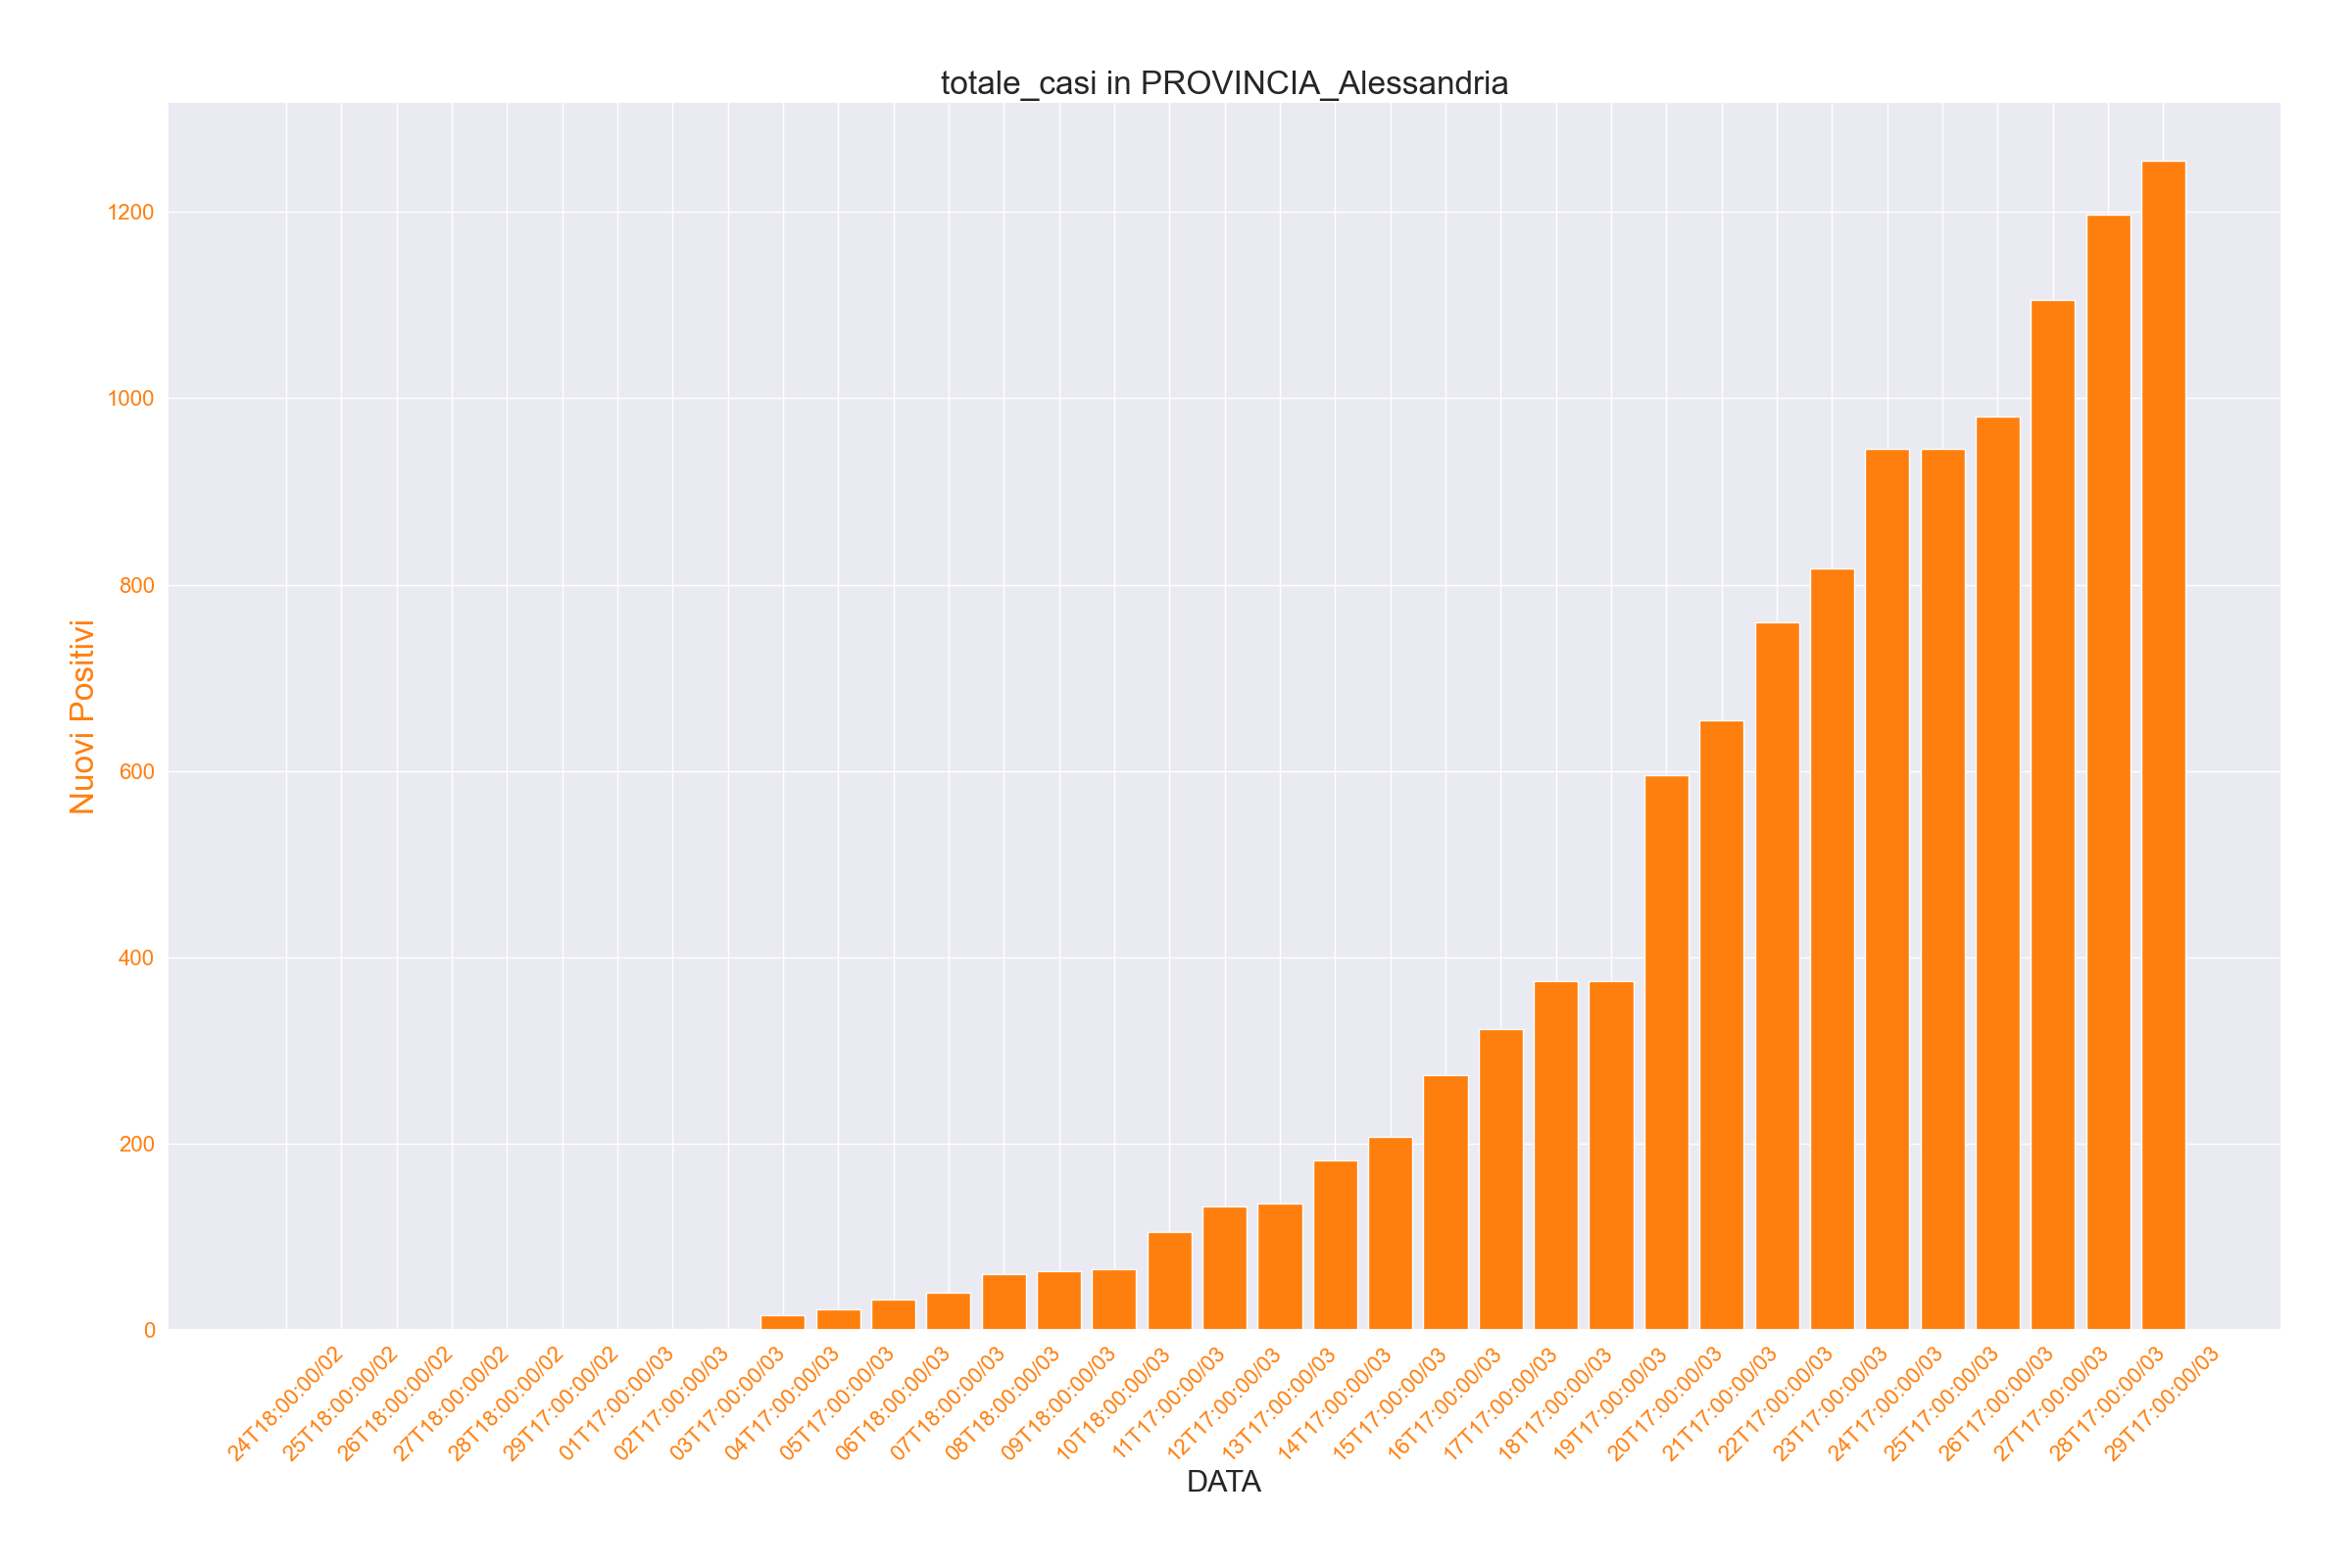 totale_casi in PROVINCIA_Alessandria
Nuovi Positivi
1200
1000
800
600
400
200
0
24T18:00:00/02
25T18:00:00/02
26T18:00:00/02
27T18:00:00/02
28T18:00:00/02
29T17:00:00/02
01T17:00:00/03
02T17:00:00/03
03T17:00:00/03
04T17:00:00/03
05T17:00:00/03
06T18:00:00/03
07T18:00:00/03
08T18:00:00/03
09T18:00:00/03
10T18:00:00/03
11T17:00:00/03
12T17:00:00/03
13T17:00:00/03
14T17:00:00/03
15T17:00:00/03
16T17:00:00/03
17T17:00:00/03
18T17:00:00/03
19T17:00:00/03
20T17:00:00/03
21T17:00:00/03
22T17:00:00/03
23T17:00:00/03
24T17:00:00/03
25T17:00:00/03
26T17:00:00/03
27T17:00:00/03
28T17:00:00/03
29T17:00:00/03
DATA